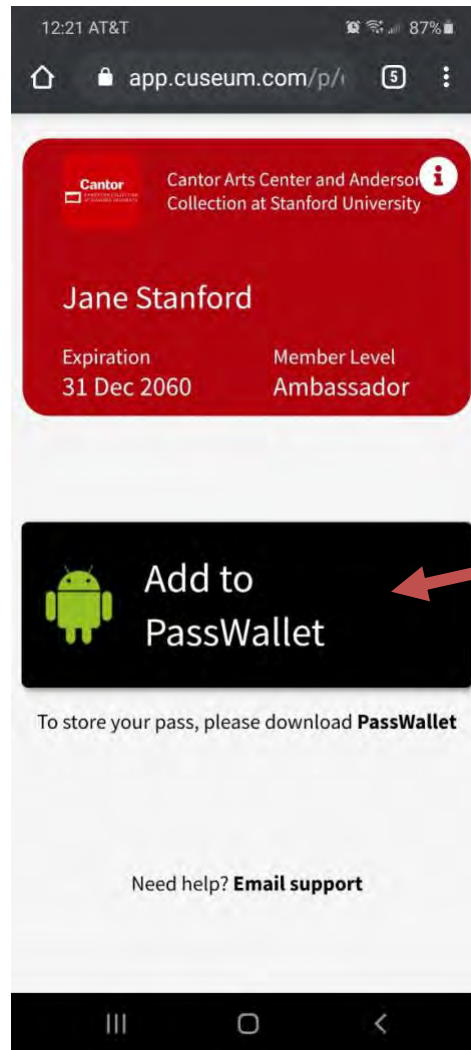 12:21 AT&T 87%
app.cuseum.com/p/ 5
Cantor
Cantor Arts Center and Anderson
Collection at Stanford University
Jane Stanford
Expiration Member Level
31 Dec 2060 Ambassador
Add to
PassWallet
To store your pass, please download PassWallet
Need help? Email support